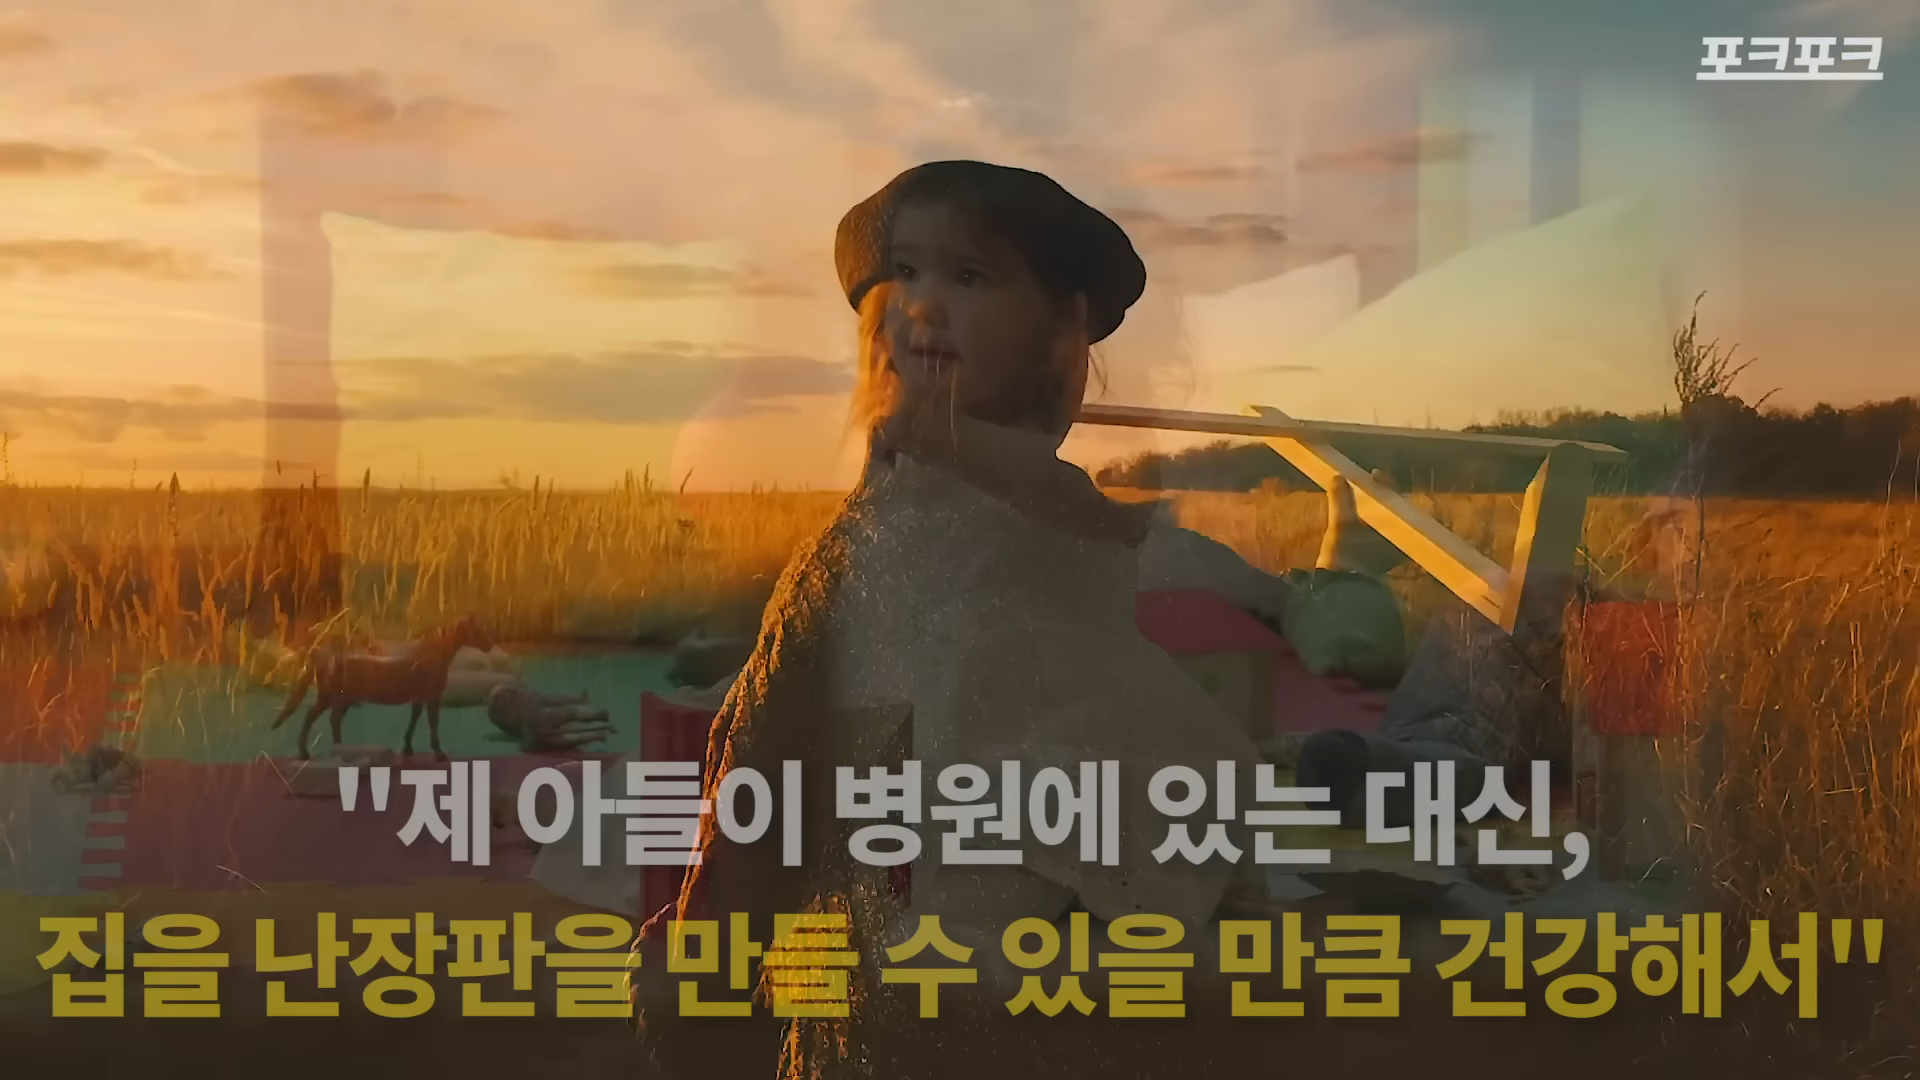 포크포크
"제 아들이 병원에 있는 대신,
집을 난장판을 만들 수 있을 만큼 건강해서"